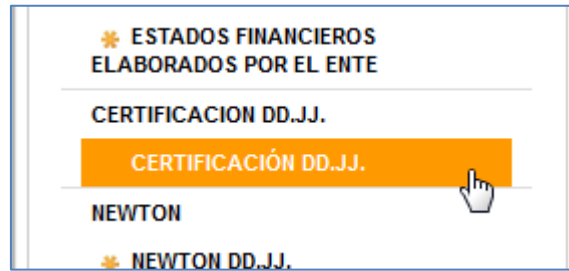 ESTADOS FINANCIEROS
ELABORADOS POR EL ENTE
CERTIFICACION DD.JJ.
CERTIFICACIÓN DD.JJ.
NEWTON
NEWTON DD.JJ.